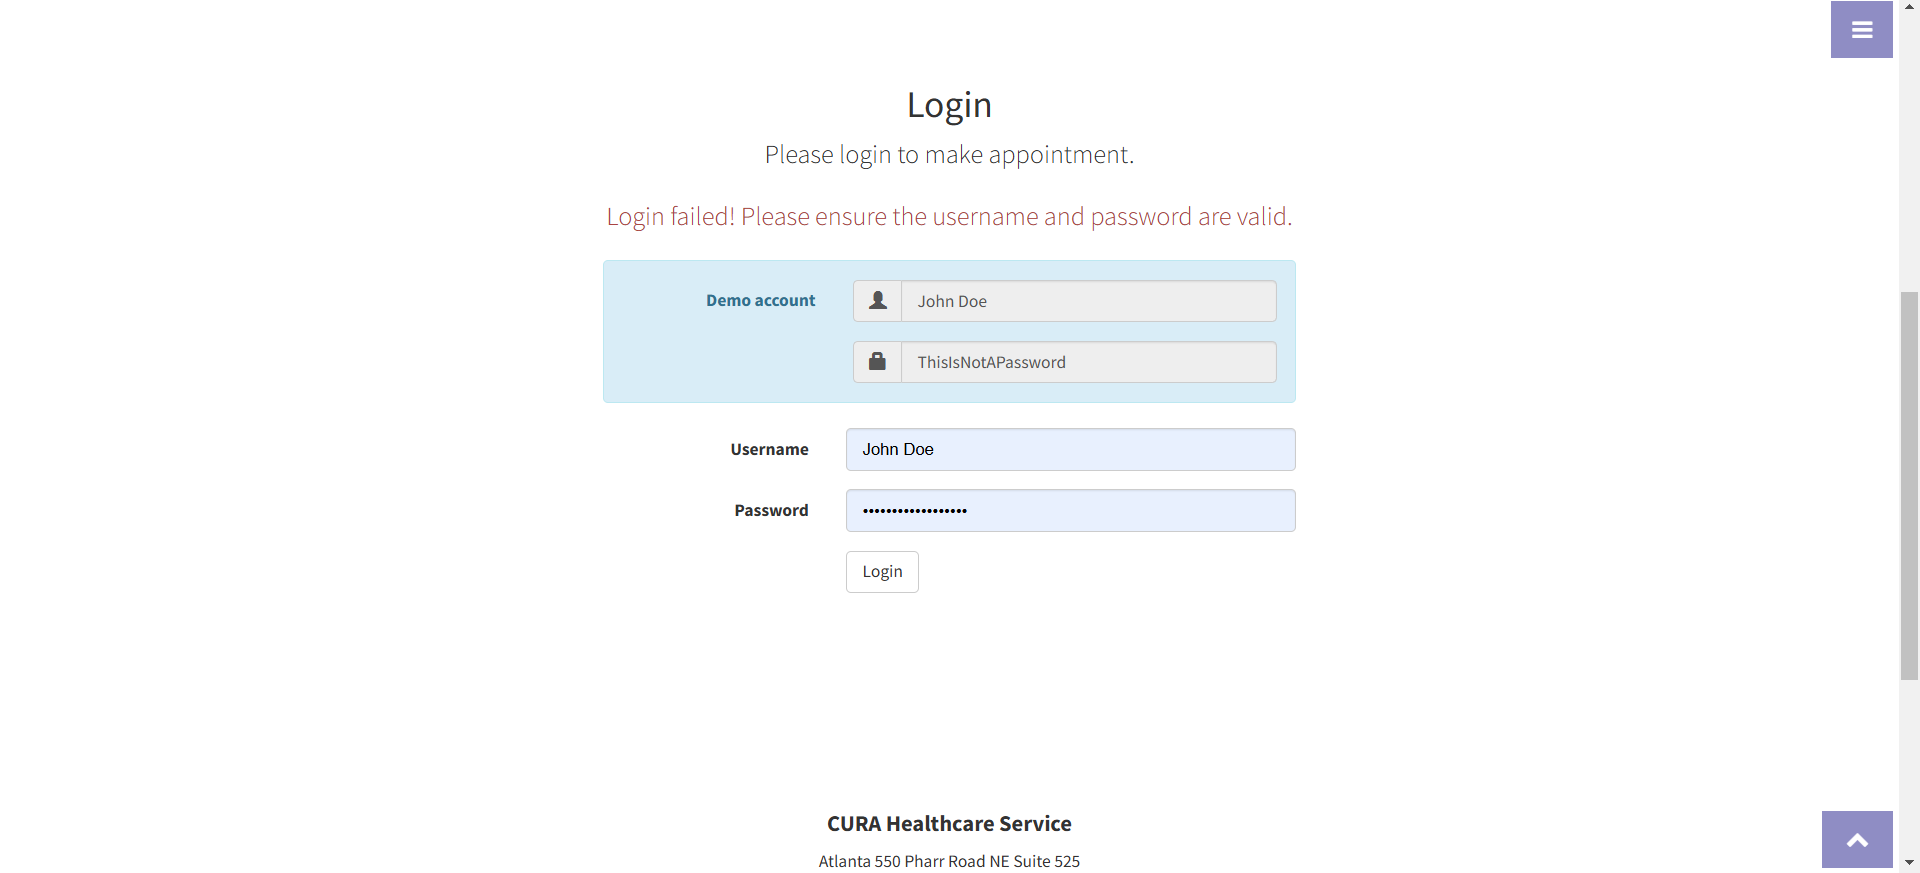 Login
Please login to make appointment.
Login failed! Please ensure the username and password are valid.
Demo account
John Doe
ThisIsNotAPassword
Username
John Doe
Password
••••••••••••••••••
Login
CURA Healthcare Service
Atlanta 550 Pharr Road NE Suite 525